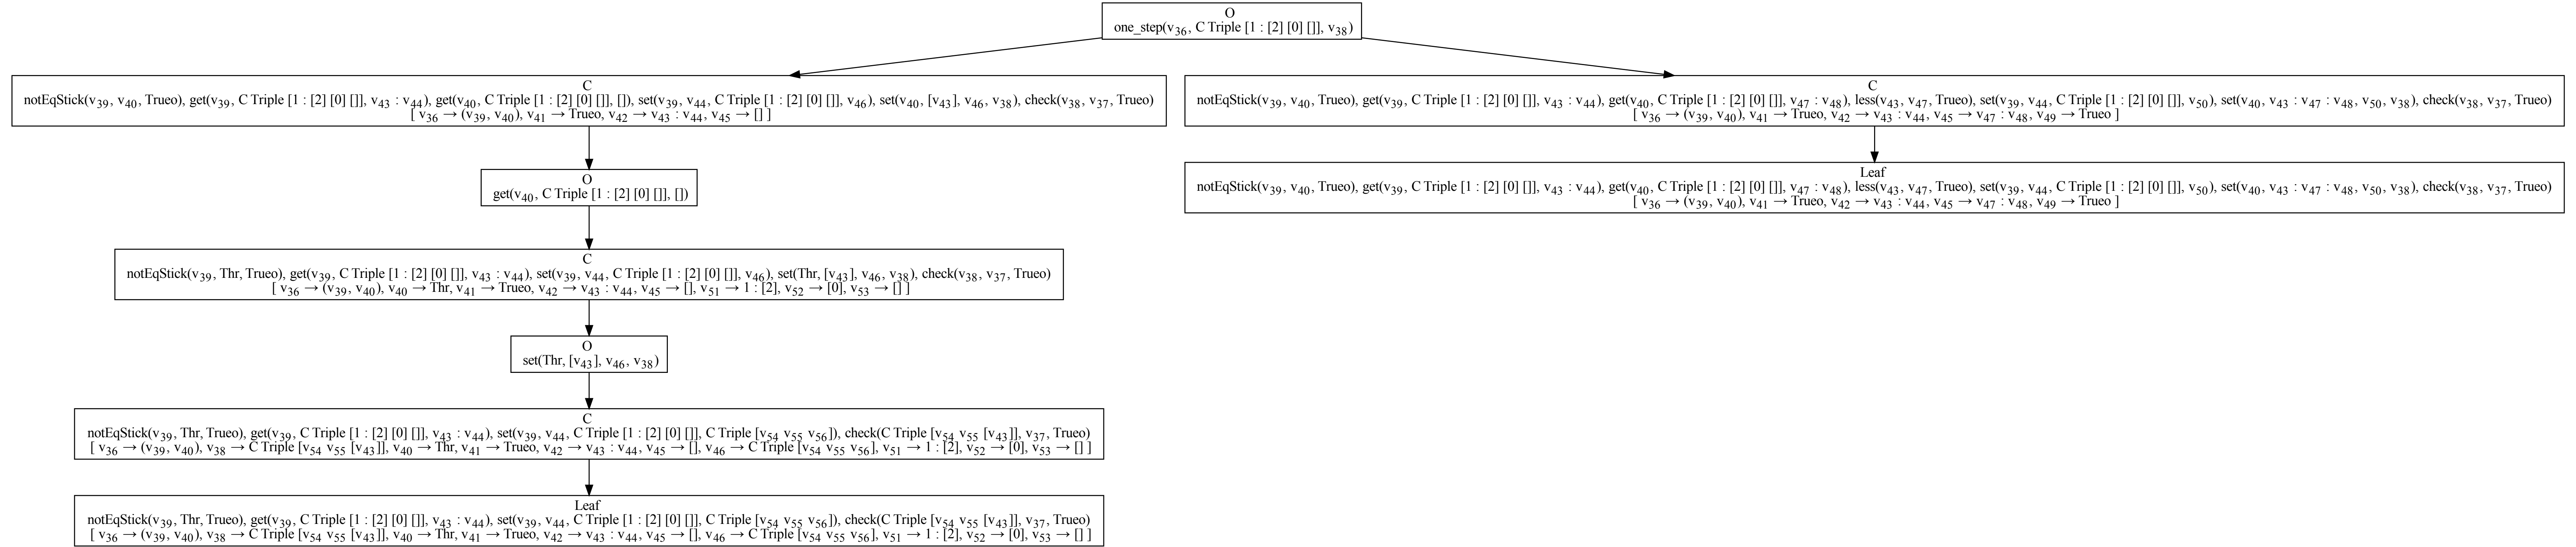 O
one_step(v36, C Triple [1 : [2] [0] []], v38)
C
notEqStick(v39, v40, Trueo), get(v39, C Triple [1 : [2] [0] []], v43 : v44), get(v40, C Triple [1 : [2] [0] []], []), set(v39, v44, C Triple [1 : [2] [0] []], v46), set(v40, [v43], v46, v38), check(v38, v37, Trueo)
[ v36 → (v39, v40), v41 → Trueo, v42 → v43 : v44, v45 → [] ]
C
notEqStick(v39, v40, Trueo), get(v39, C Triple [1 : [2] [0] []], v43 : v44), get(v40, C Triple [1 : [2] [0] []], v47 : v48), less(v43, v47, Trueo), set(v39, v44, C Triple [1 : [2] [0] []], v50), set(v40, v43 : v47 : v48, v50, v38), check(v38, v37, Trueo)
[ v36 → (v39, v40), v41 → Trueo, v42 → v43 : v44, v45 → v47 : v48, v49 → Trueo ]
O
get(v40, C Triple [1 : [2] [0] []], [])
Leaf
notEqStick(v39, v40, Trueo), get(v39, C Triple [1 : [2] [0] []], v43 : v44), get(v40, C Triple [1 : [2] [0] []], v47 : v48), less(v43, v47, Trueo), set(v39, v44, C Triple [1 : [2] [0] []], v50), set(v40, v43 : v47 : v48, v50, v38), check(v38, v37, Trueo)
[ v36 → (v39, v40), v41 → Trueo, v42 → v43 : v44, v45 → v47 : v48, v49 → Trueo ]
C
notEqStick(v39, Thr, Trueo), get(v39, C Triple [1 : [2] [0] []], v43 : v44), set(v39, v44, C Triple [1 : [2] [0] []], v46), set(Thr, [v43], v46, v38), check(v38, v37, Trueo)
[ v36 → (v39, v40), v40 → Thr, v41 → Trueo, v42 → v43 : v44, v45 → [], v51 → 1 : [2], v52 → [0], v53 → [] ]
O
set(Thr, [v43], v46, v38)
C
notEqStick(v39, Thr, Trueo), get(v39, C Triple [1 : [2] [0] []], v43 : v44), set(v39, v44, C Triple [1 : [2] [0] []], C Triple [v54 v55 v56]), check(C Triple [v54 v55 [v43]], v37, Trueo)
[ v36 → (v39, v40), v38 → C Triple [v54 v55 [v43]], v40 → Thr, v41 → Trueo, v42 → v43 : v44, v45 → [], v46 → C Triple [v54 v55 v56], v51 → 1 : [2], v52 → [0], v53 → [] ]
Leaf
notEqStick(v39, Thr, Trueo), get(v39, C Triple [1 : [2] [0] []], v43 : v44), set(v39, v44, C Triple [1 : [2] [0] []], C Triple [v54 v55 v56]), check(C Triple [v54 v55 [v43]], v37, Trueo)
[ v36 → (v39, v40), v38 → C Triple [v54 v55 [v43]], v40 → Thr, v41 → Trueo, v42 → v43 : v44, v45 → [], v46 → C Triple [v54 v55 v56], v51 → 1 : [2], v52 → [0], v53 → [] ]